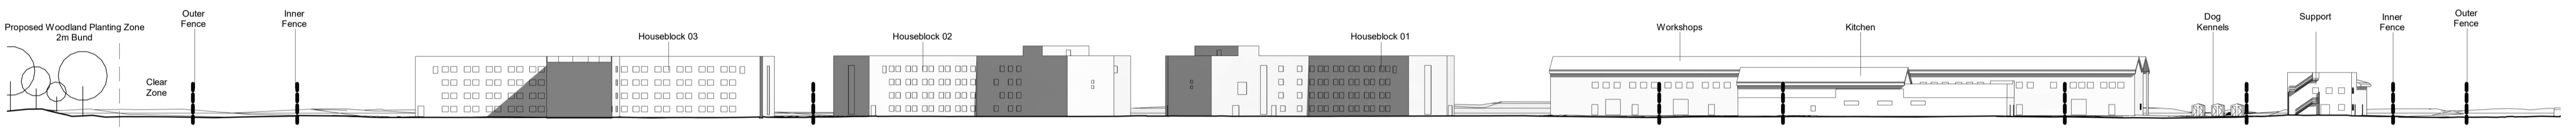 Proposed Woodland Planting Zone
2m Bund
Clear
Zone
Outer
Fence
Inner
Fence
Houseblock 03
Houseblock 02
Houseblock 01
Workshops
Kitchen
Dog
Kennels
Support
Inner
Fence
Outer
Fence